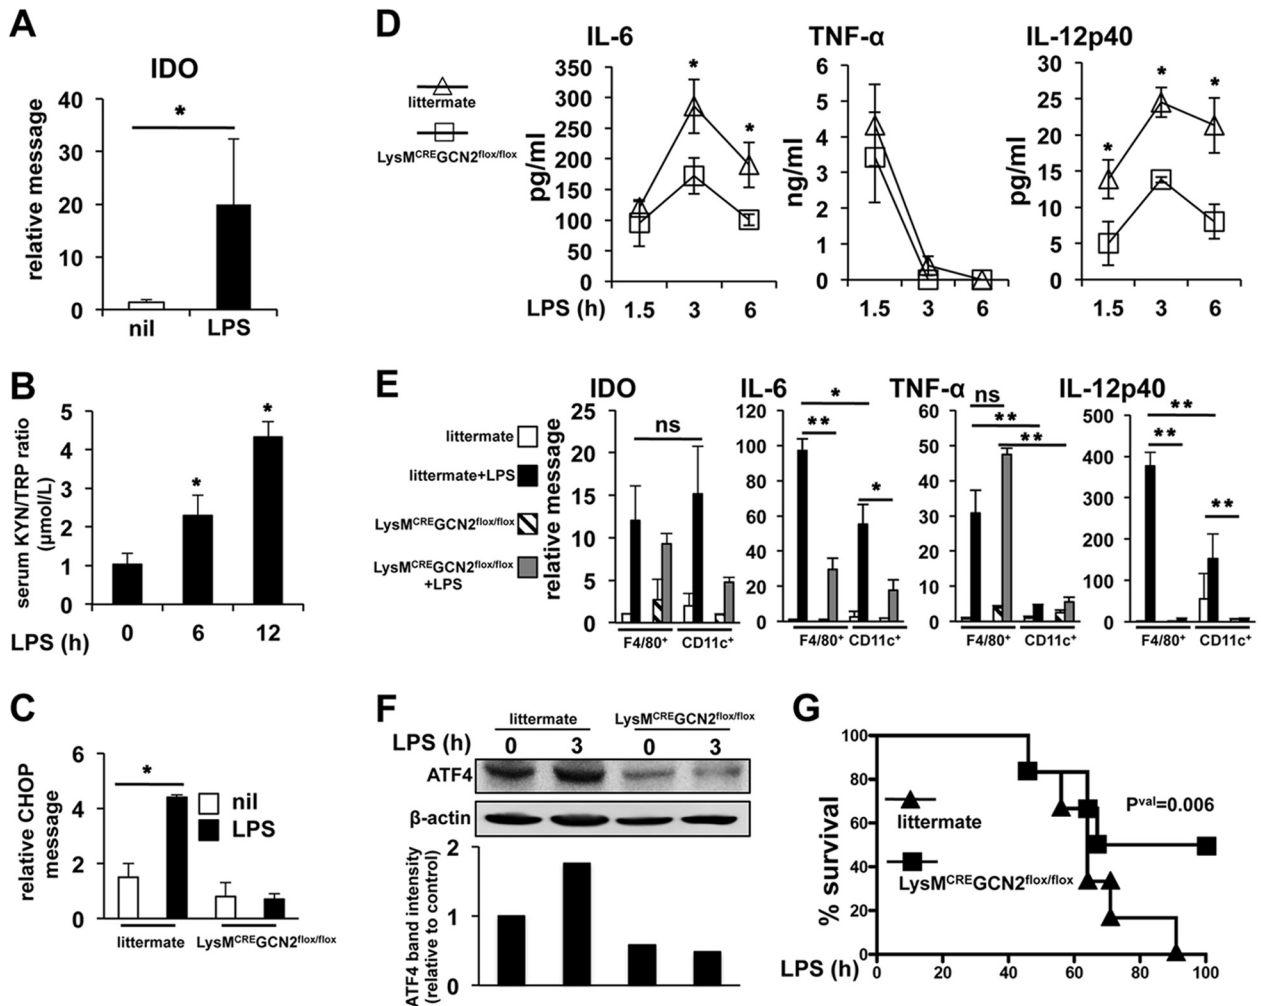 A
IDO
relative message
40
30
20
10
0
*
nil
LPS
B
serum KYN/TRP ratio
(µmol/L)
5
4
3
2
1
0
*
*
LPS (h)
0
6
12
C
relative CHOP
message
6
4
2
0
*
nil
LPS
littermate
LysMCREGCN2flox/flox
D
littermate
LysMCREGCN2flox/flox
IL-6
pg/ml
350
300
250
200
150
100
50
0
*
*
LPS (h)
1.5
3
6
TNF-α
ng/ml
6
5
4
3
2
1
0
1.5
3
6
IL-12p40
pg/ml
30
25
20
15
10
5
0
*
*
*
1.5
3
6
E
littermate
littermate+LPS
LysMCREGCN2flox/flox
LysMCREGCN2flox/flox
+LPS
IDO
relative message
25
20
15
10
5
0
ns
F4/80+
CD11c+
IL-6
120
100
80
60
40
20
0
*
**
*
F4/80+
CD11c+
TNF-α
60
50
40
30
20
10
0
ns
**
**
F4/80+
CD11c+
IL-12p40
500
400
300
200
100
0
**
**
**
F4/80+
CD11c+
F
littermate
LysMCREGCN2flox/flox
LPS (h)
0
3
0
3
ATF4
β-actin
ATF4 band intensity
(relative to control)
2
1
0
G
% survival
100
80
60
40
20
0
littermate
LysMCREGCN2flox/flox
Pval=0.006
LPS (h)
0
20
40
60
80
100